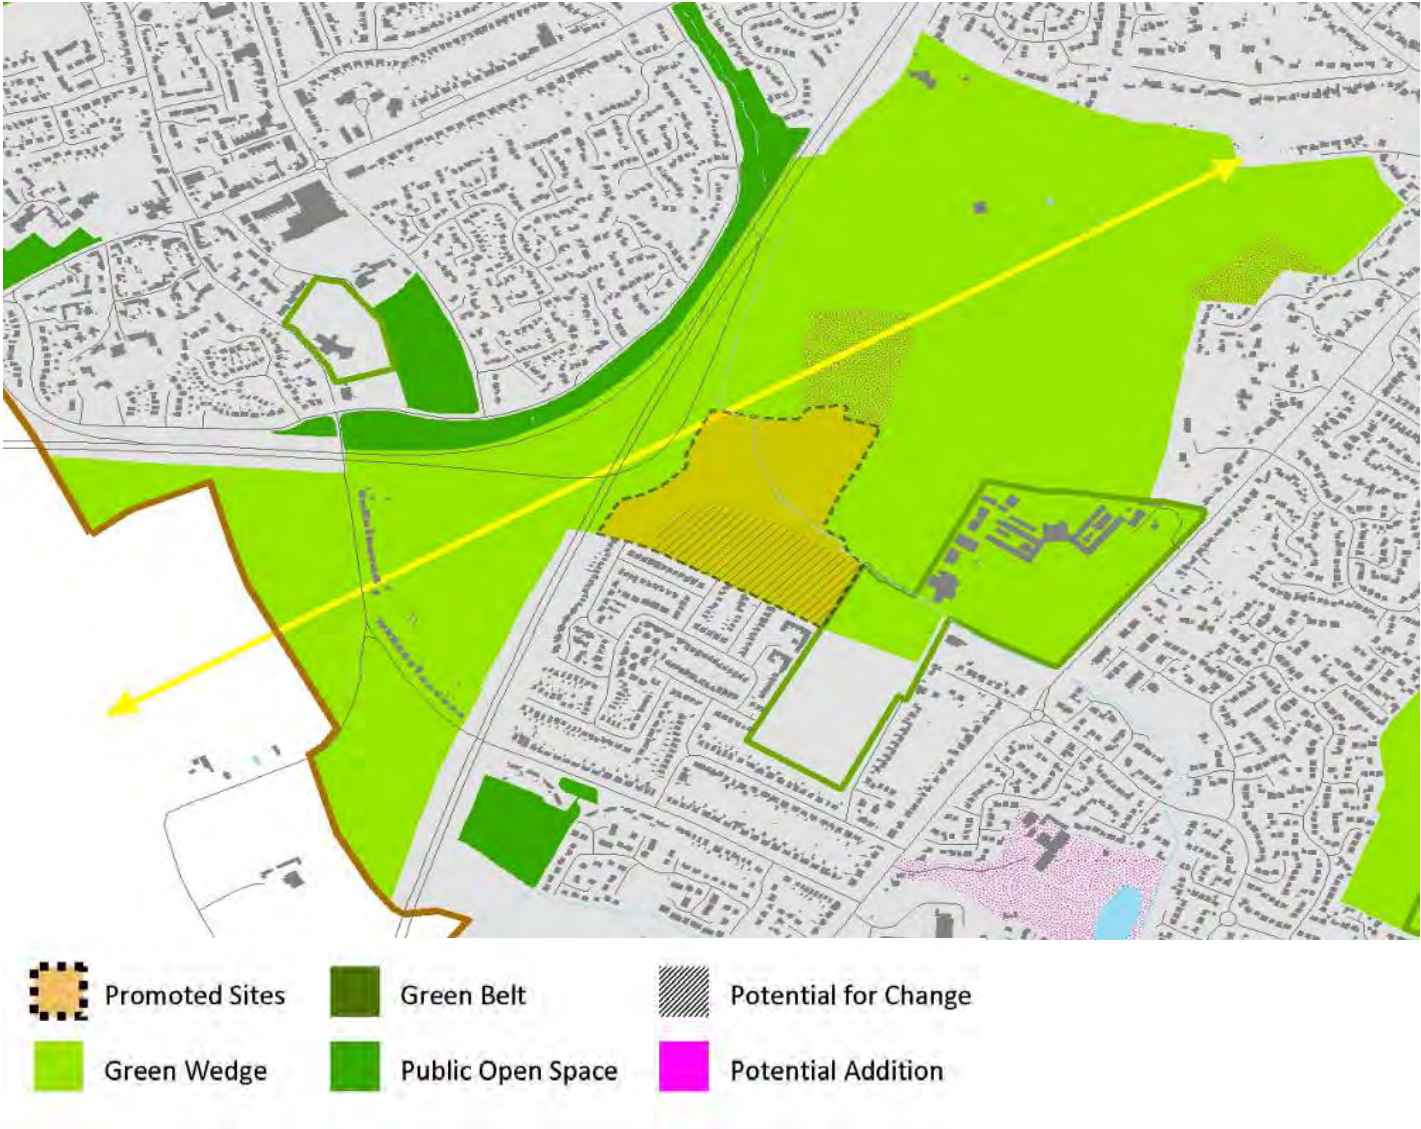 Promoted Sites Green Belt Potential for Change
Green Wedge Public Open Space Potential Addition